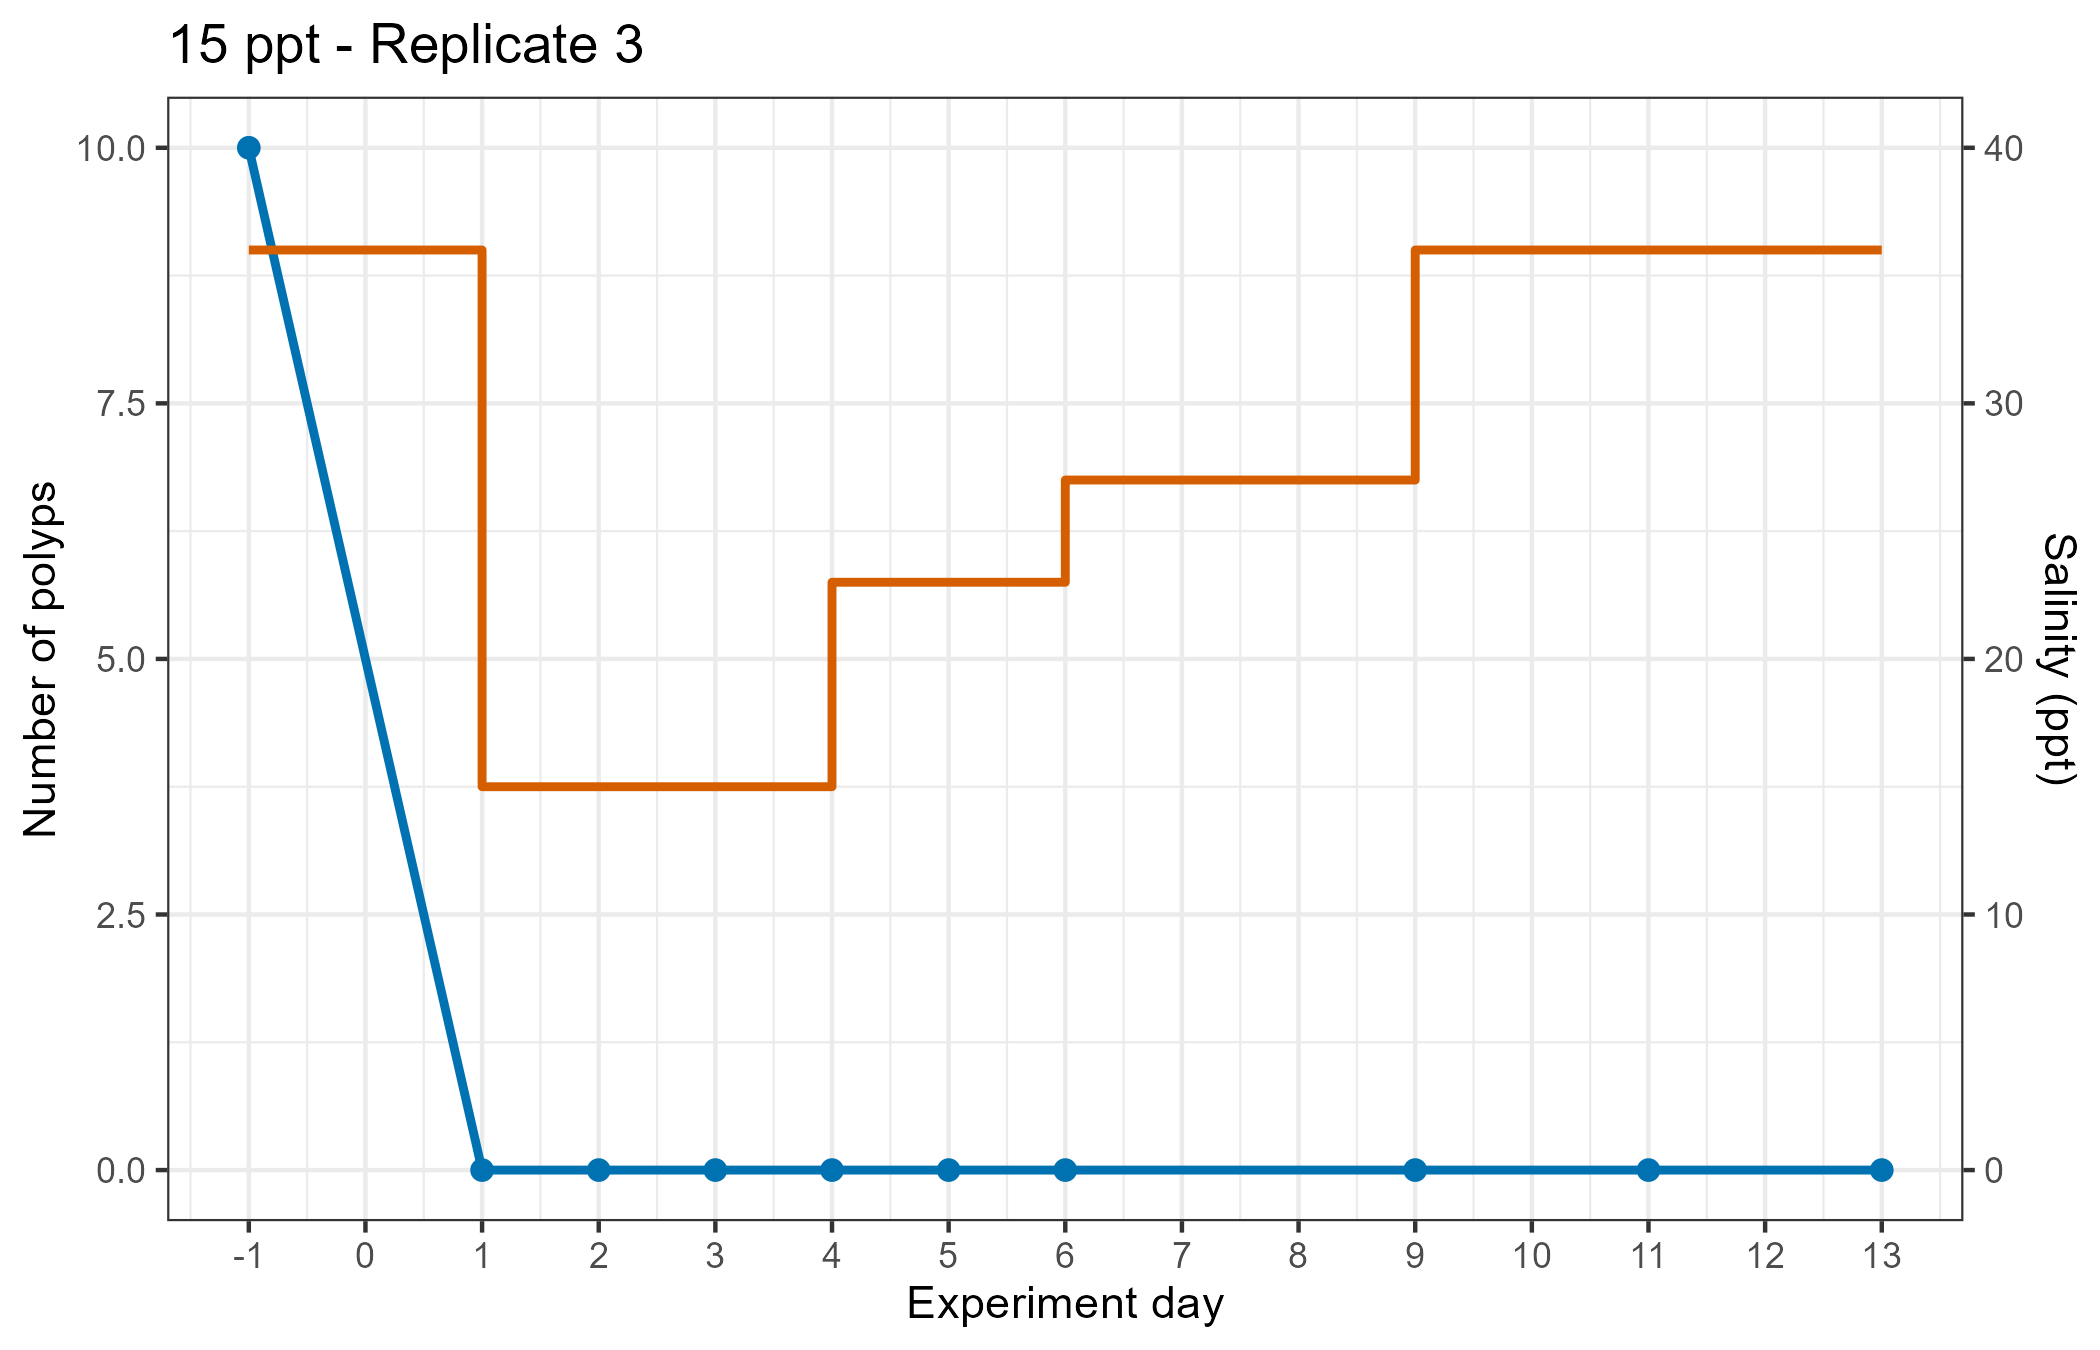 15 ppt - Replicate 3
10.0
7.5
5.0
2.5
0.0
Number of polyps
40
30
20
10
0
Salinity (ppt)
-1 0 1 2 3 4 5 6 7 8 9 10 11 12 13
Experiment day